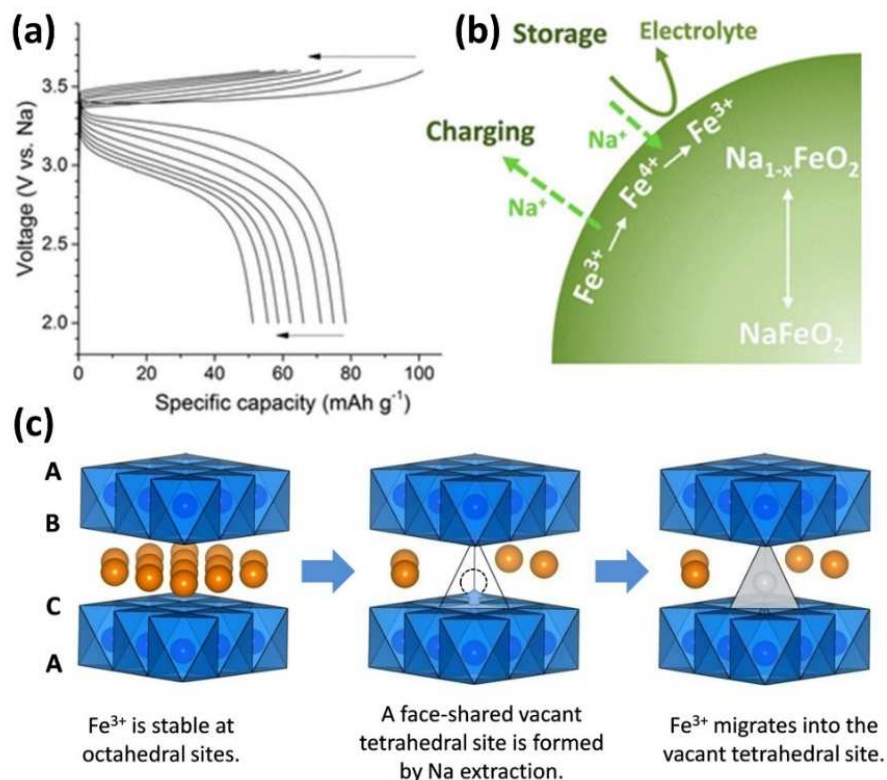 (a)
3.5
3.0
2.5
2.0
Voltage (V vs. Na)
0 20 40 60 80 100
Specific capacity (mAh g⁻¹)
(b)
Storage
Electrolyte
Charging
Na⁺
Na⁺
Fe³⁺ → Fe⁴⁺ → Fe³⁺
Na₁₋ₓFeO₂
NaFeO₂
(c)
A
B
C
A
Fe³⁺ is stable at
octahedral sites.
A face-shared vacant
tetrahedral site is formed
by Na extraction.
Fe³⁺ migrates into the
vacant tetrahedral site.